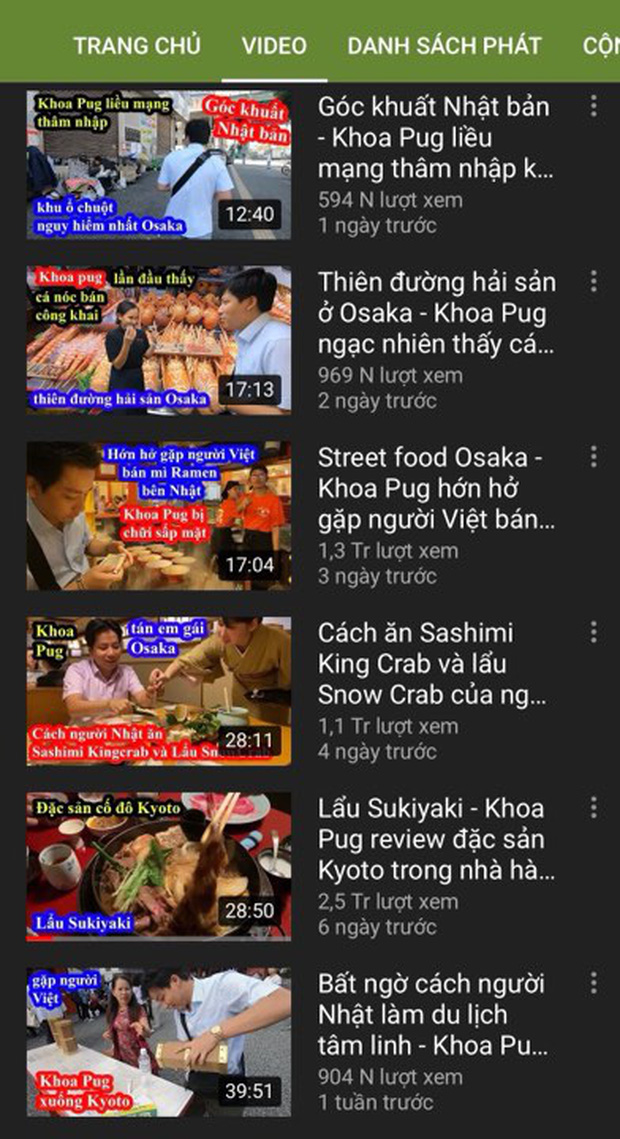 TRANG CHỦ VIDEO DANH SÁCH PHÁT CỘN
Khoa Pug liều mạng
thâm nhập
Góc khuất
Nhật bản
khu ổ chuột
nguy hiểm nhất Osaka
12:40
Góc khuất Nhật bản
- Khoa Pug liều
mạng thâm nhập k...
594 N lượt xem
1 ngày trước
Khoa pug lần đầu thấy
cá nóc bán
công khai
thiên đường hải sản Osaka
17:13
Thiên đường hải sản
ở Osaka - Khoa Pug
ngạc nhiên thấy cá...
969 N lượt xem
2 ngày trước
Hớn hở gặp người Việt
bán mì Ramen
bên Nhật
Khoa Pug bị
chữi sấp mặt
17:04
Street food Osaka -
Khoa Pug hớn hở
gặp người Việt bán...
1,3 Tr lượt xem
3 ngày trước
Khoa
Pug
tán em gái
Osaka
Cách người Nhật ăn
Sashimi Kingcrab và Lẩu Snow Crab
28:11
Cách ăn Sashimi
King Crab và lẩu
Snow Crab của ng...
1,1 Tr lượt xem
4 ngày trước
Đặc sản cố đô Kyoto
Lẩu Sukiyaki
28:50
Lẩu Sukiyaki - Khoa
Pug review đặc sản
Kyoto trong nhà hà...
2,5 Tr lượt xem
6 ngày trước
gặp người
Việt
Khoa Pug
xuống Kyoto
39:51
Bất ngờ cách người
Nhật làm du lịch
tâm linh - Khoa Pu...
904 N lượt xem
1 tuần trước